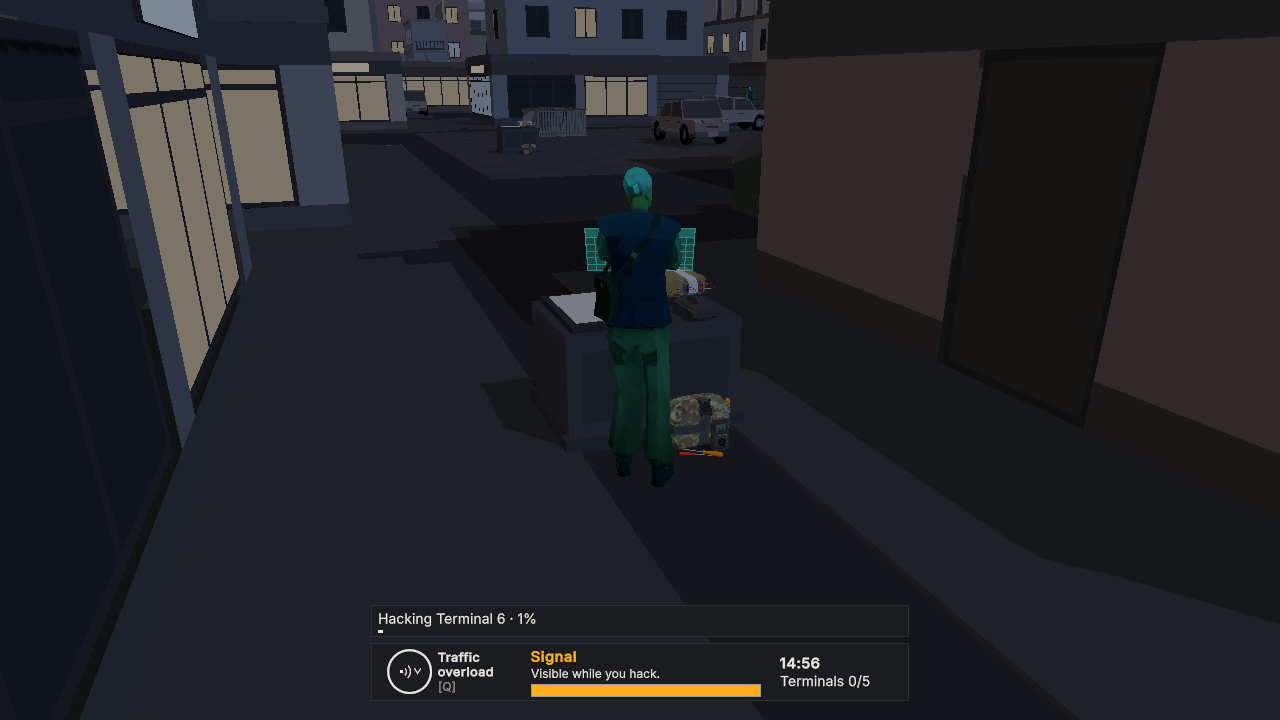 Hacking Terminal 6 · 1%
Traffic
overload
[Q]
Signal
Visible while you hack.
14:56
Terminals 0/5